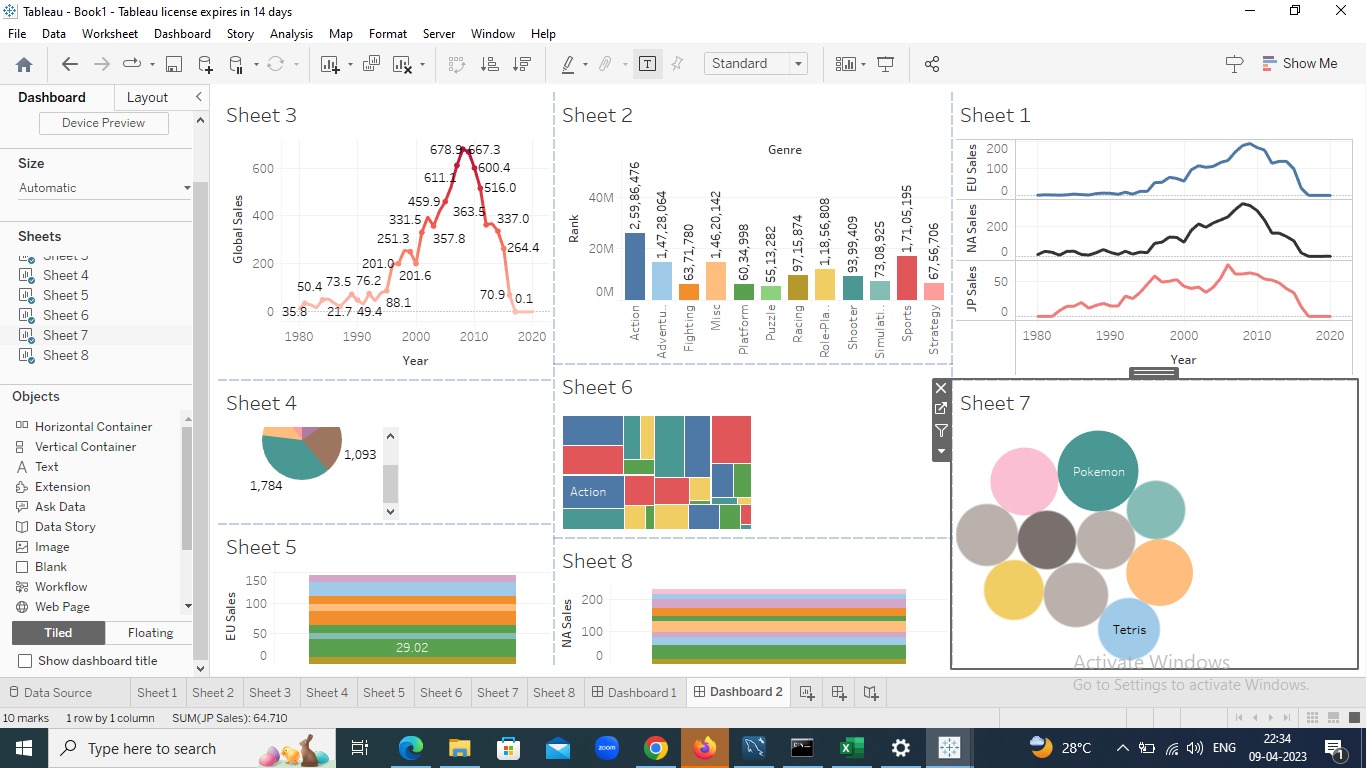 Tableau - Book1 - Tableau license expires in 14 days
File Data Worksheet Dashboard Story Analysis Map Format Server Window Help
Standard
Show Me
Dashboard Layout
Device Preview
Size
Automatic
Sheets
Sheet 4
Sheet 5
Sheet 6
Sheet 7
Sheet 8
Objects
Horizontal Container
Vertical Container
Text
Extension
Ask Data
Data Story
Image
Blank
Workflow
Web Page
Tiled Floating
Show dashboard title
Sheet 3
Global Sales
600
400
200
0
678.9 667.3
611.1 600.4
459.9 516.0
331.5 363.5 337.0
251.3 357.8 264.4
201.0 201.6
50.4 73.5 76.2 88.1 70.9 0.1
35.8 21.7 49.4
1980 1990 2000 2010 2020
Year
Sheet 2
Genre
Rank
40M
20M
0M
2,59,86,476
1,47,28,064
63,71,780
1,46,20,142
60,34,998
55,13,282
97,15,874
1,18,56,808
93,99,409
73,08,925
1,71,05,195
67,56,706
Action
Adventu..
Fighting
Misc
Platform
Puzzle
Racing
Role-Pla..
Shooter
Simulati..
Sports
Strategy
Sheet 1
EU Sales
200
100
0
NA Sales
200
0
JP Sales
50
0
1980 1990 2000 2010 2020
Year
Sheet 4
1,093
1,784
Sheet 6
Action
Sheet 7
Pokemon
Tetris
Sheet 5
EU Sales
150
100
50
0
29.02
Sheet 8
NA Sales
200
100
0
Activate Windows
Go to Settings to activate Windows.
Data Source Sheet 1 Sheet 2 Sheet 3 Sheet 4 Sheet 5 Sheet 6 Sheet 7 Sheet 8 Dashboard 1 Dashboard 2
10 marks 1 row by 1 column SUM(JP Sales): 64.710
Type here to search
zoom
28°C
ENG
22:34
09-04-2023
1